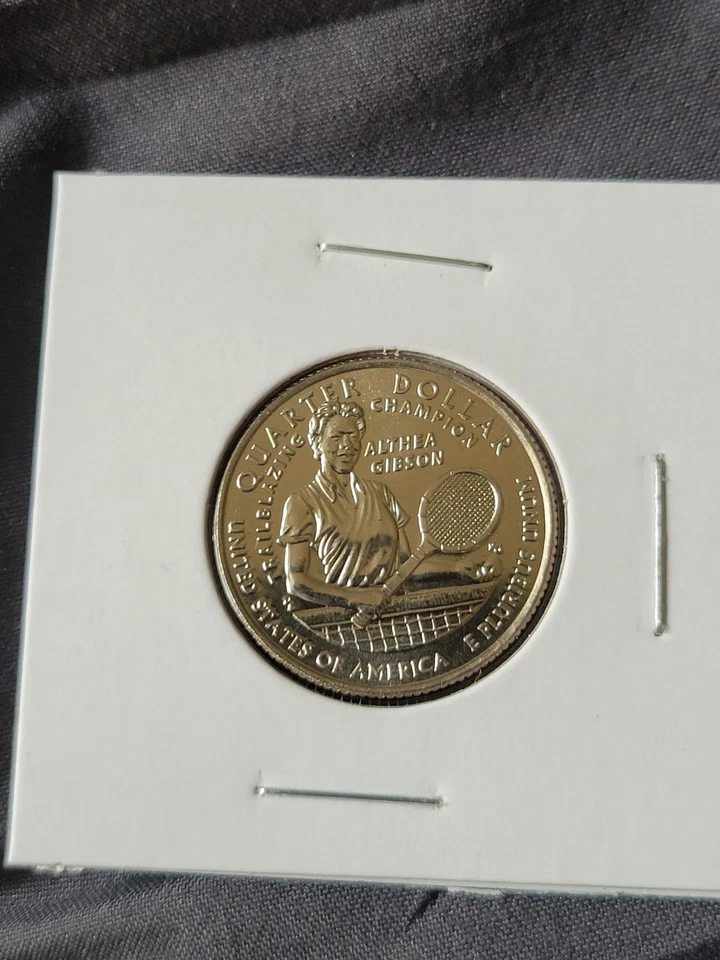 QUARTER DOLLAR
TRAILBLAZING CHAMPION
ALTHEA
GIBSON
UNITED STATES OF AMERICA
E PLURIBUS UNUM